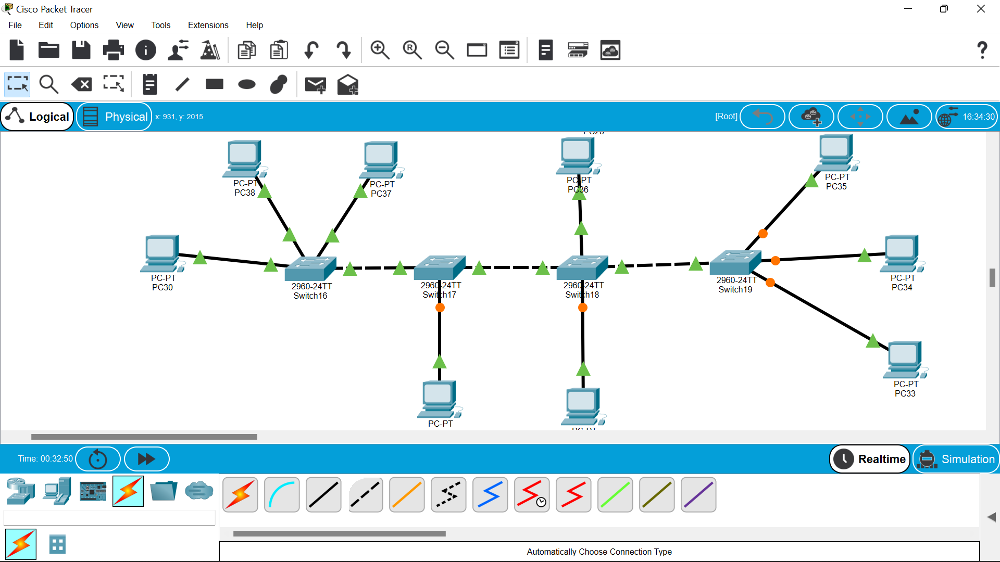 Cisco Packet Tracer
File Edit Options View Tools Extensions Help
Logical Physical x: 931, y: 2015 [Root] 16:34:30
PC-PT
PC38
PC-PT
PC37
PC-PT
PC36
PC-PT
PC35
PC-PT
PC30
2960-24TT
Switch16
2960-24TT
Switch17
2960-24TT
Switch18
2960-24TT
Switch19
PC-PT
PC34
PC-PT
PC33
PC-PT
PC-PT
Time: 00:32:50 Realtime Simulation
Automatically Choose Connection Type